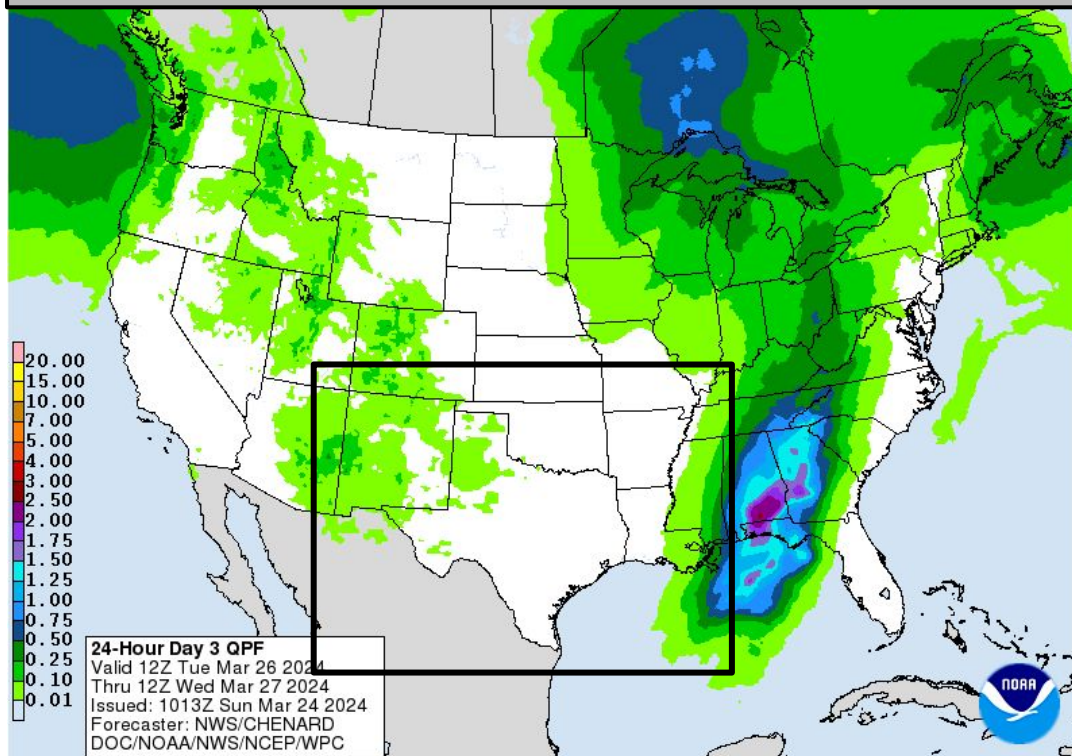 20.00
15.00
10.00
7.00
5.00
4.00
3.00
2.50
2.00
1.75
1.50
1.25
1.00
0.75
0.50
0.25
0.10
0.01
24-Hour Day 3 QPF
Valid 12Z Tue Mar 26 2024
Thru 12Z Wed Mar 27 2024
Issued: 1013Z Sun Mar 24 2024
Forecaster: NWS/CHENARD
DOC/NOAA/NWS/NCEP/WPC
NOAA